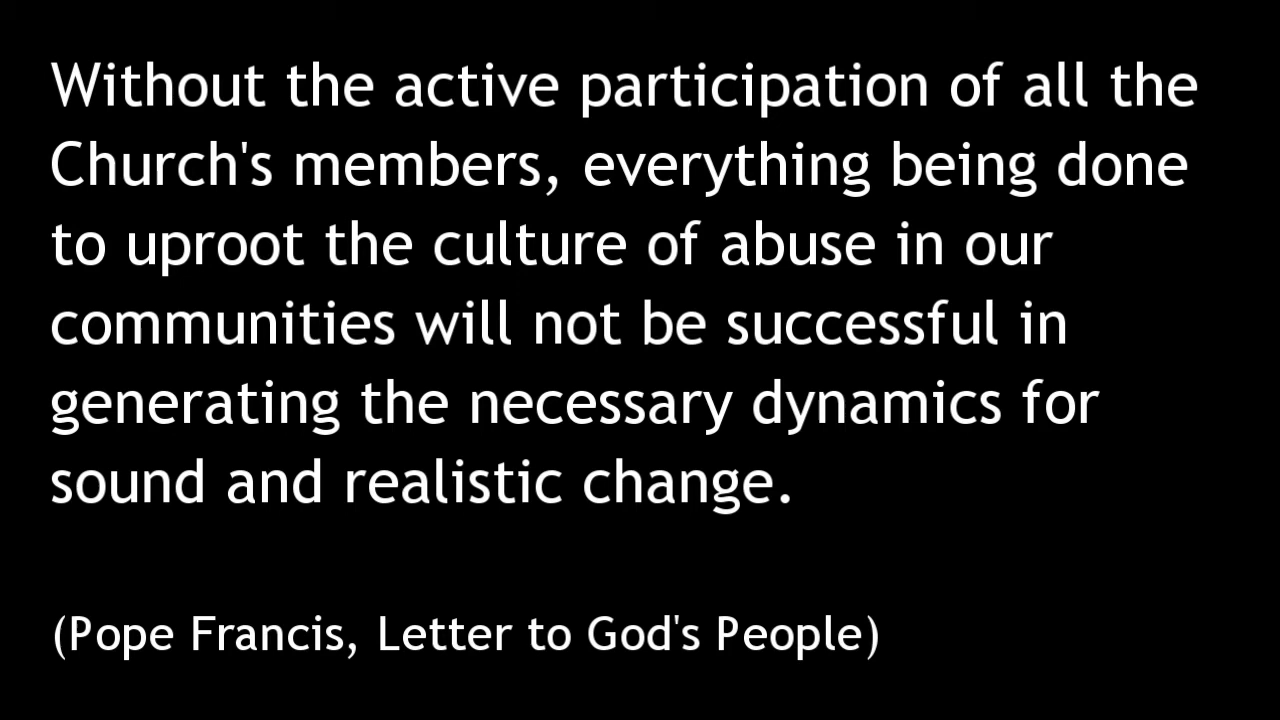 Without the active participation of all the
Church's members, everything being done
to uproot the culture of abuse in our
communities will not be successful in
generating the necessary dynamics for
sound and realistic change.
(Pope Francis, Letter to God's People)